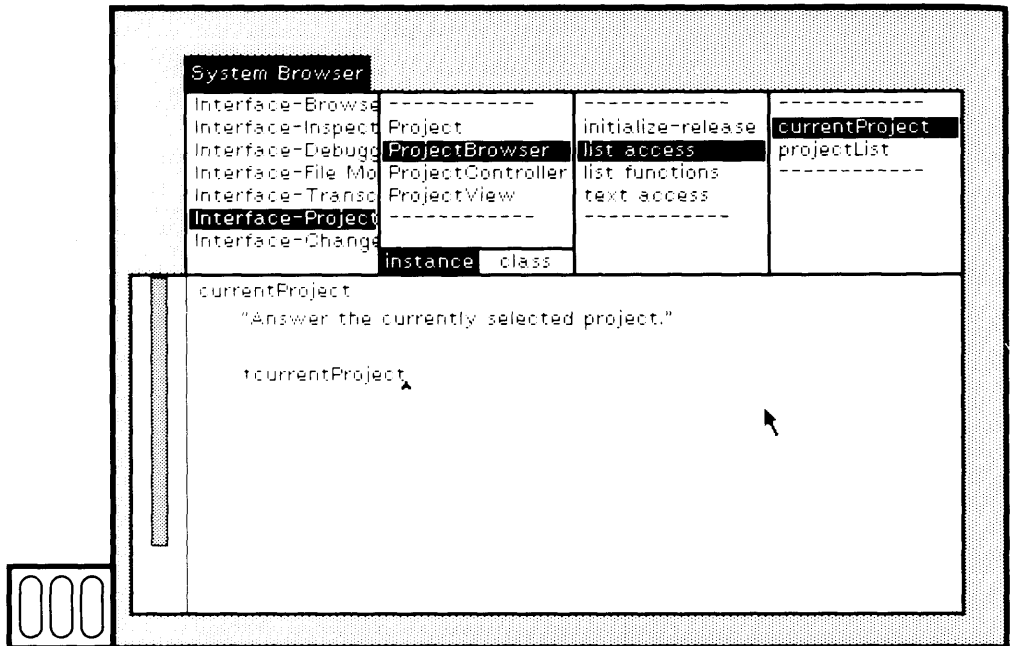 System Browser
Interface-Browse
Interface-Inspect
Interface-Debugg
Interface-File Mo
Interface-Transc
Interface-Project
Interface-Change
------------
Project
ProjectBrowser
ProjectController
ProjectView
------------
instance class
------------
initialize-release
list access
list functions
text access
------------
------------
currentProject
projectList
------------
currentProject
"Answer the currently selected project."
↑currentProject